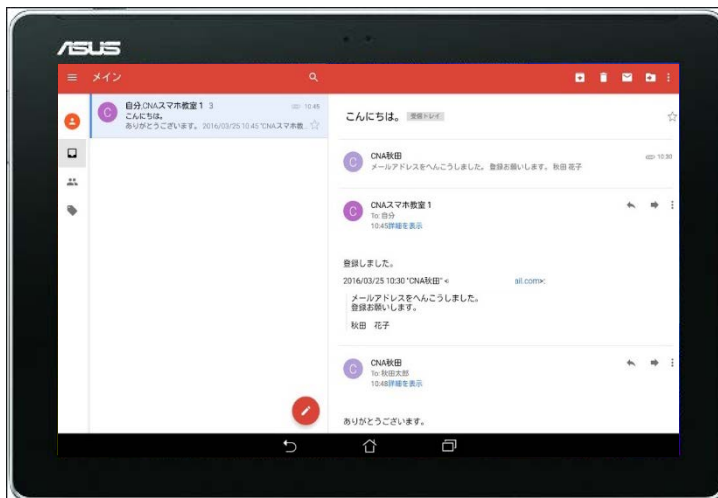 ASUS
メイン
自分,CNAスマホ教室1 3
10:45
こんにちは。
ありがとうございます。 2016/03/25 10:45 "CNAスマホ教...
こんにちは。 受信トレイ
CNA秋田
10:30
メールアドレスをへんこうしました。 登録お願いします。 秋田 花子
CNAスマホ教室1
To: 自分
10:45詳細を表示
登録しました。
2016/03/25 10:30 "CNA秋田" < ail.com>:
メールアドレスをへんこうしました。
登録お願いします。
秋田 花子
CNA秋田
To: 秋田太郎
10:48詳細を表示
ありがとうございます。